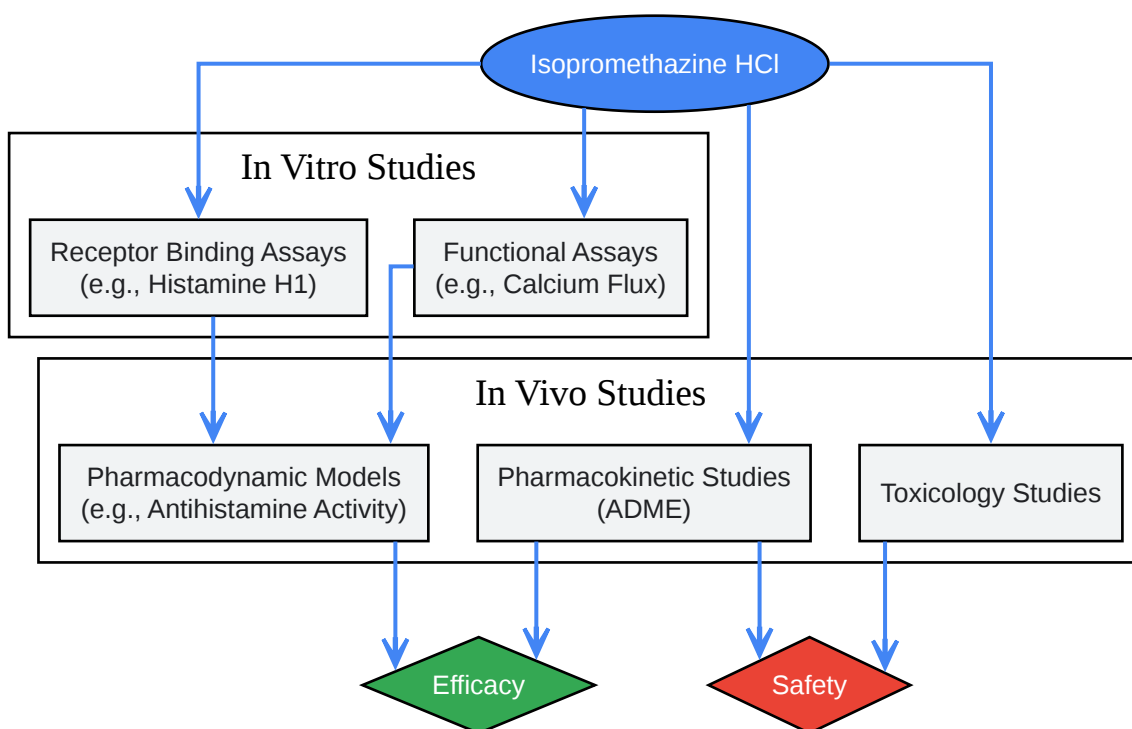 Isopromethazine HCl
In Vitro Studies
Receptor Binding Assays
(e.g., Histamine H1)
Functional Assays
(e.g., Calcium Flux)
In Vivo Studies
Pharmacodynamic Models
(e.g., Antihistamine Activity)
Pharmacokinetic Studies
(ADME)
Toxicology Studies
Efficacy
Safety